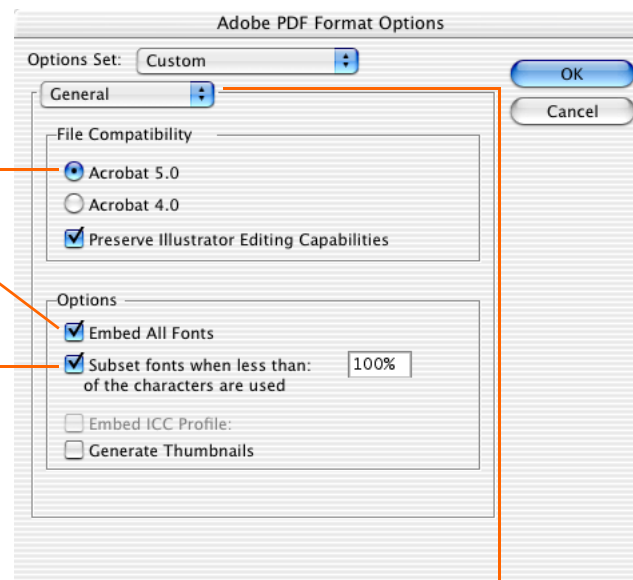 Adobe PDF Format Options
Options Set: Custom
OK
General
Cancel
File Compatibility
Acrobat 5.0
Acrobat 4.0
Preserve Illustrator Editing Capabilities
Options
Embed All Fonts
Subset fonts when less than: 100%
of the characters are used
Embed ICC Profile:
Generate Thumbnails